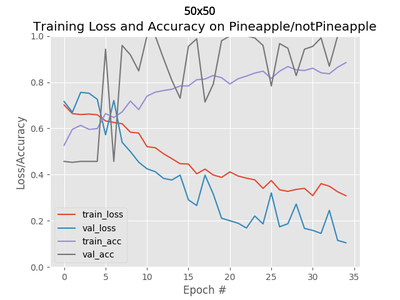 50x50
Training Loss and Accuracy on Pineapple/notPineapple
1.0
0.8
0.6
0.4
0.2
0.0
Loss/Accuracy
train_loss
val_loss
train_acc
val_acc
0 5 10 15 20 25 30 35
Epoch #